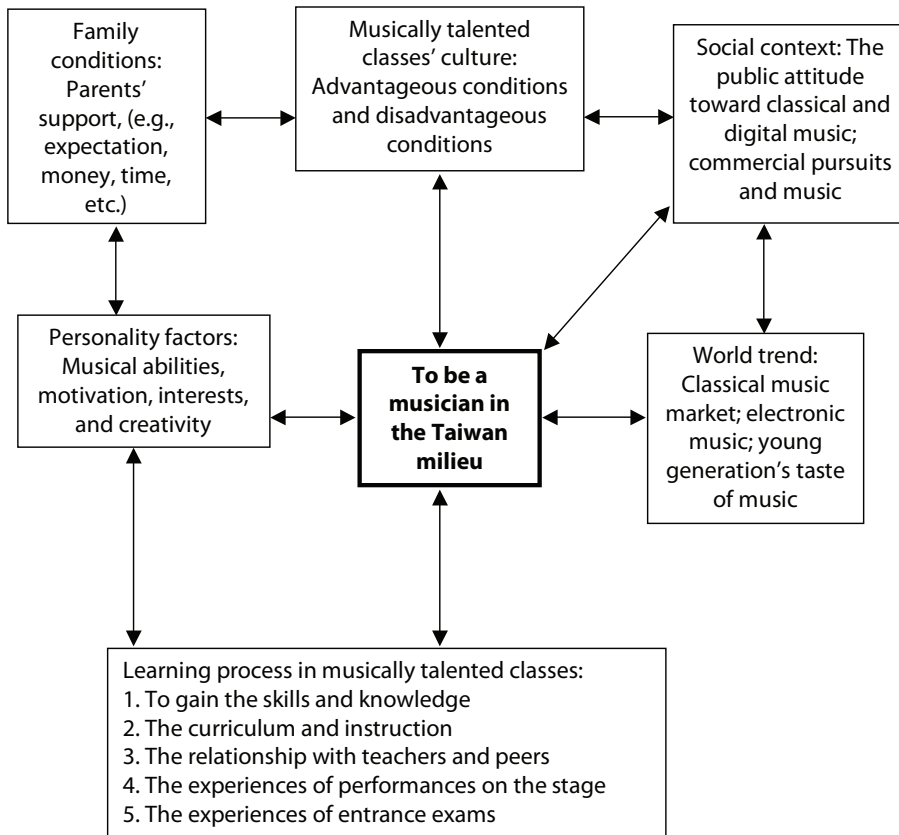 Family
conditions:
Parents'
support, (e.g.,
expectation,
money, time,
etc.)
Musically talented
classes' culture:
Advantageous conditions
and disadvantageous
conditions
Social context: The
public attitude
toward classical and
digital music;
commercial pursuits
and music
Personality factors:
Musical abilities,
motivation, interests,
and creativity
To be a
musician in
the Taiwan
milieu
World trend:
Classical music
market; electronic
music; young
generation's taste
of music
Learning process in musically talented classes:
1. To gain the skills and knowledge
2. The curriculum and instruction
3. The relationship with teachers and peers
4. The experiences of performances on the stage
5. The experiences of entrance exams